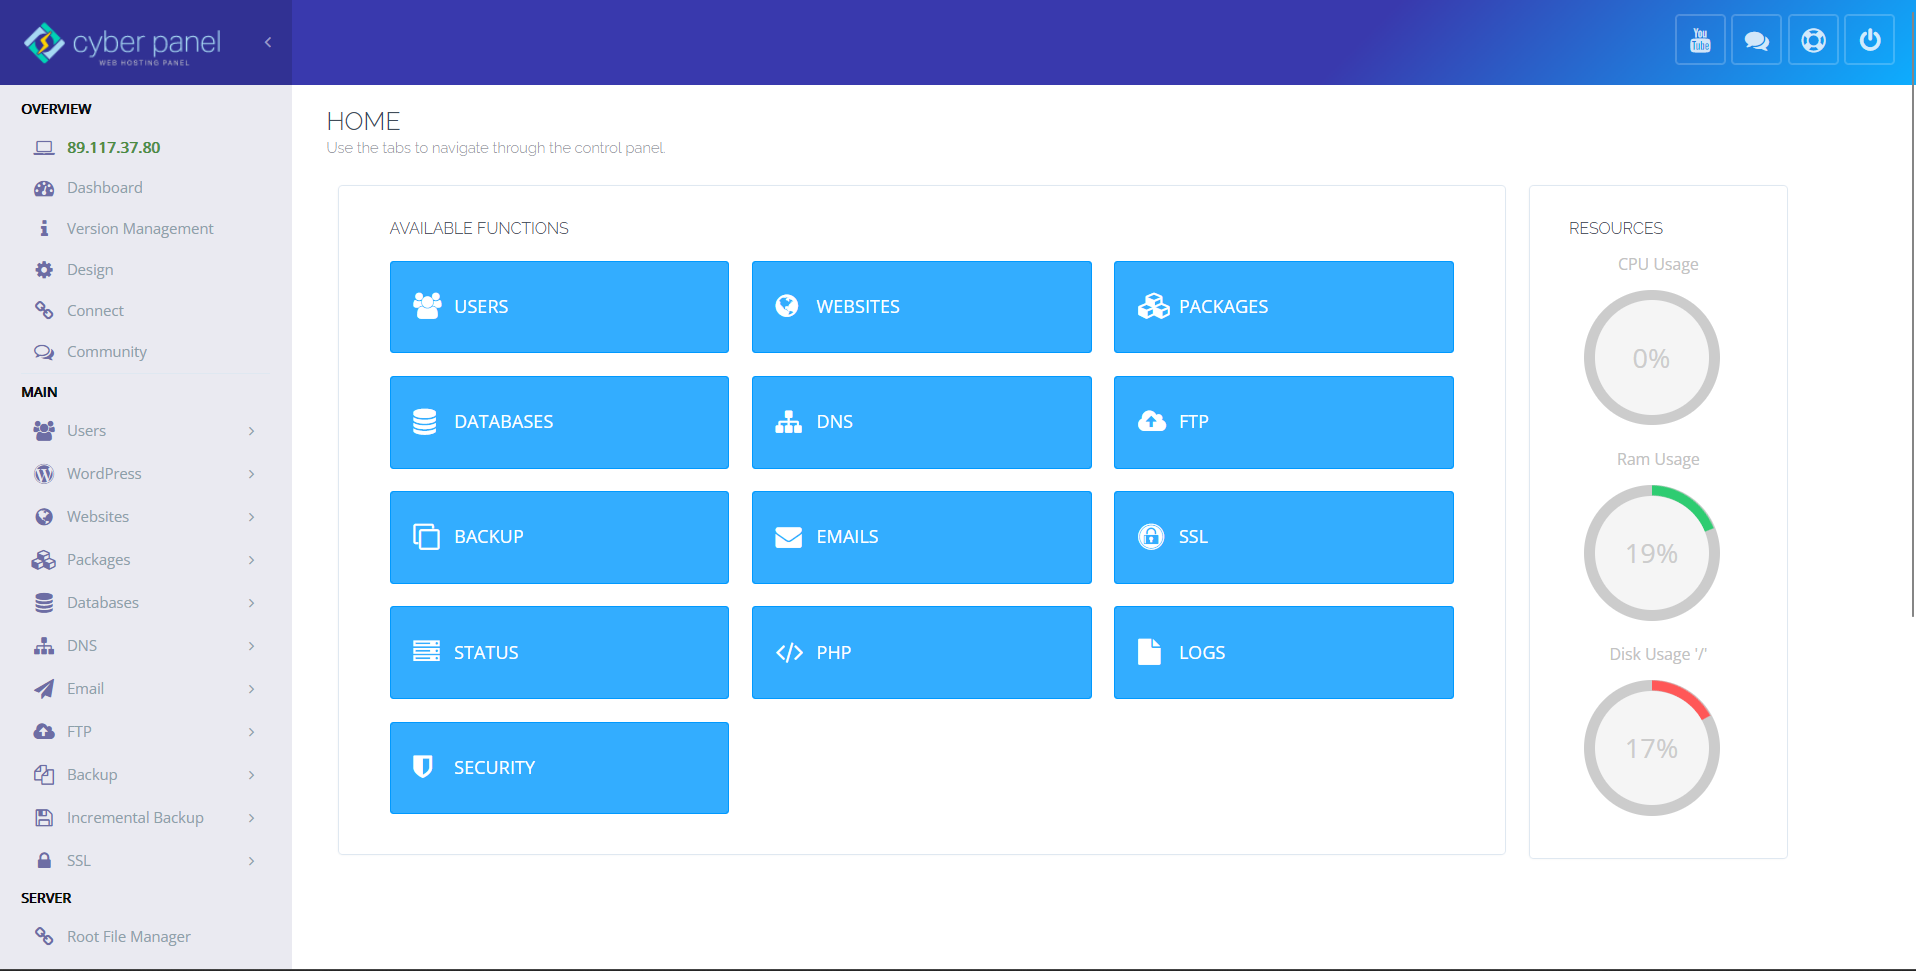 cyber panel
WEB HOSTING PANEL
You
Tube
OVERVIEW
89.117.37.80
Dashboard
Version Management
Design
Connect
Community
MAIN
Users
WordPress
Websites
Packages
Databases
DNS
Email
FTP
Backup
Incremental Backup
SSL
SERVER
Root File Manager
HOME
Use the tabs to navigate through the control panel.
AVAILABLE FUNCTIONS
USERS
WEBSITES
PACKAGES
DATABASES
DNS
FTP
BACKUP
EMAILS
SSL
STATUS
PHP
LOGS
SECURITY
RESOURCES
CPU Usage
0%
Ram Usage
19%
Disk Usage '/'
17%